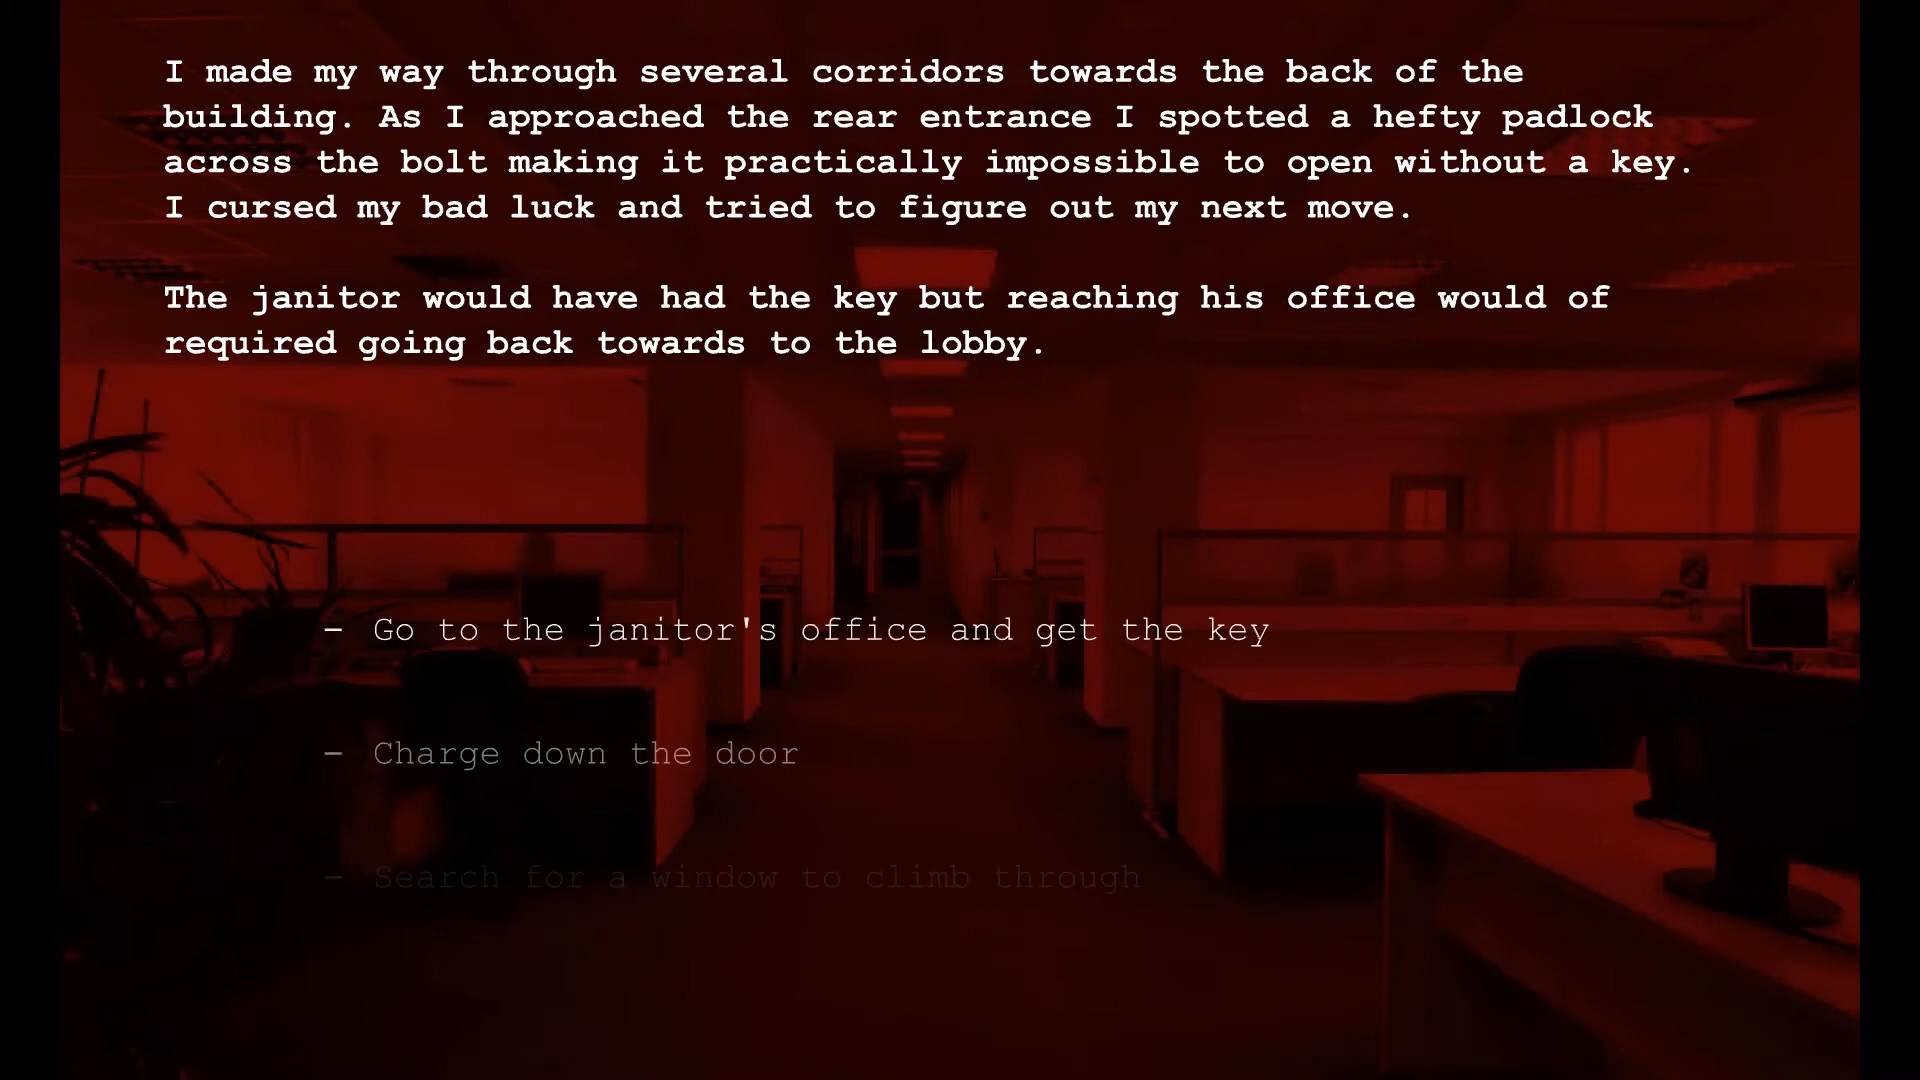 I made my way through several corridors towards the back of the
building. As I approached the rear entrance I spotted a hefty padlock
across the bolt making it practically impossible to open without a key.
I cursed my bad luck and tried to figure out my next move.
The janitor would have had the key but reaching his office would of
required going back towards to the lobby.
- Go to the janitor's office and get the key
- Charge down the door
- Search for a window to climb through